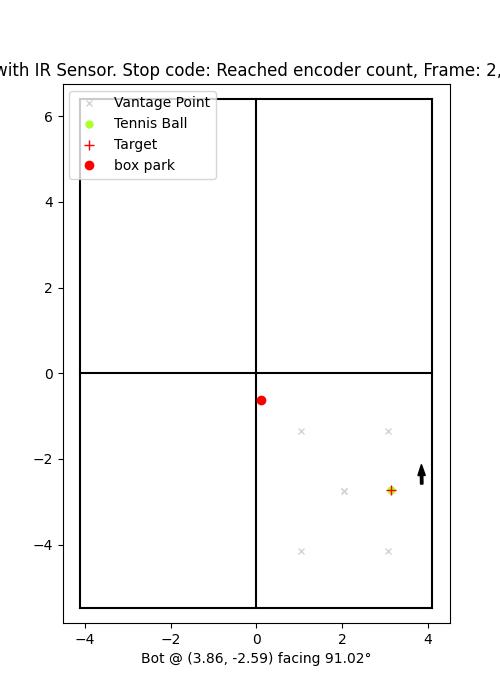 with IR Sensor. Stop code: Reached encoder count, Frame: 2,
Vantage Point
Tennis Ball
Target
box park
6
4
2
0
−2
−4
−4
−2
0
2
4
Bot @ (3.86, -2.59) facing 91.02°